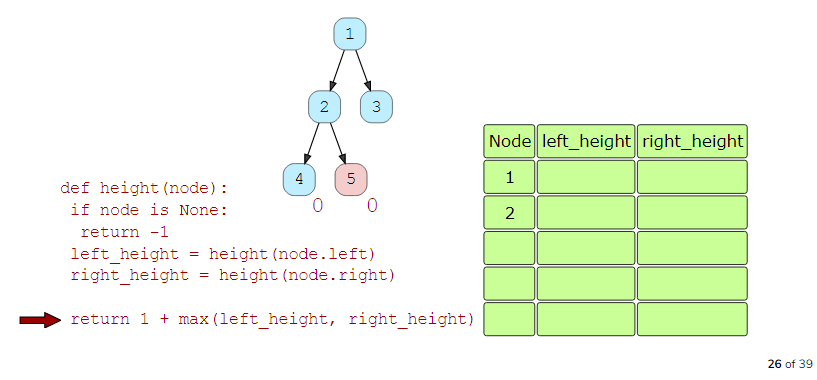 1
2 3
4 5
0 0
def height(node):
if node is None:
return -1
left_height = height(node.left)
right_height = height(node.right)
return 1 + max(left_height, right_height)
Node left_height right_height
1
2
26 of 39